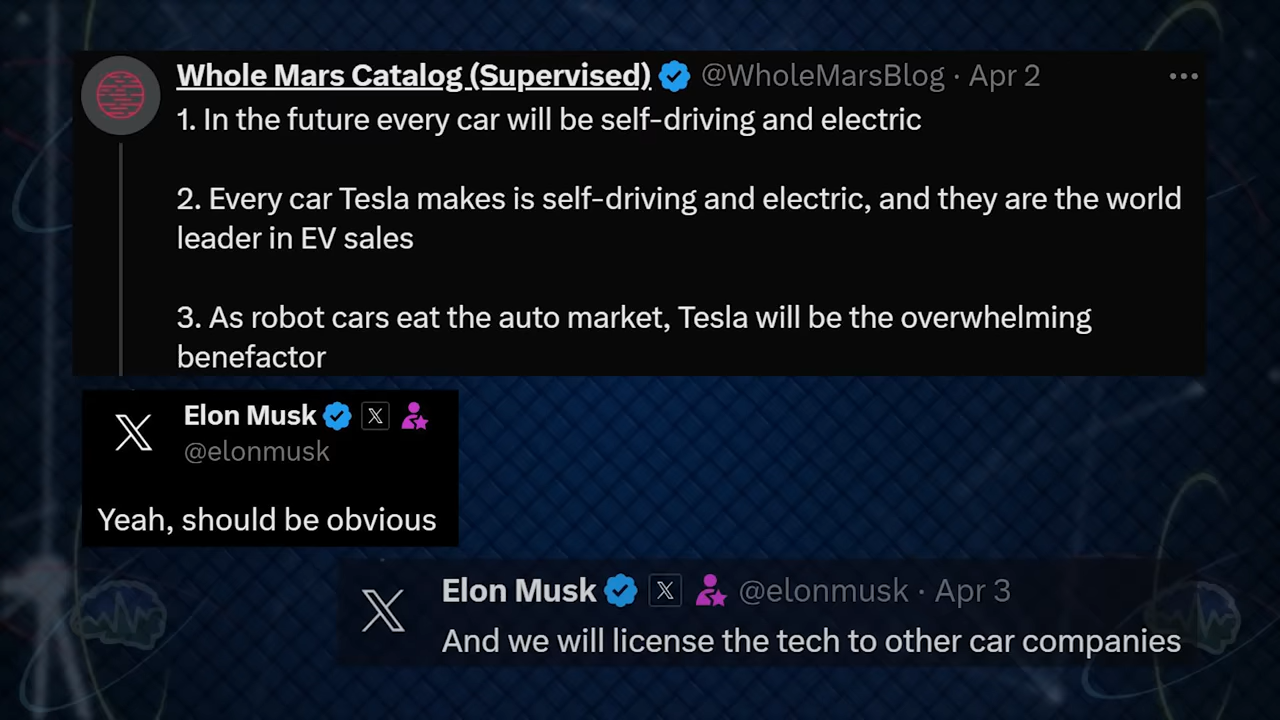 Whole Mars Catalog (Supervised) @WholeMarsBlog · Apr 2
1. In the future every car will be self-driving and electric
2. Every car Tesla makes is self-driving and electric, and they are the world
leader in EV sales
3. As robot cars eat the auto market, Tesla will be the overwhelming
benefactor
Elon Musk
@elonmusk
Yeah, should be obvious
Elon Musk @elonmusk · Apr 3
And we will license the tech to other car companies